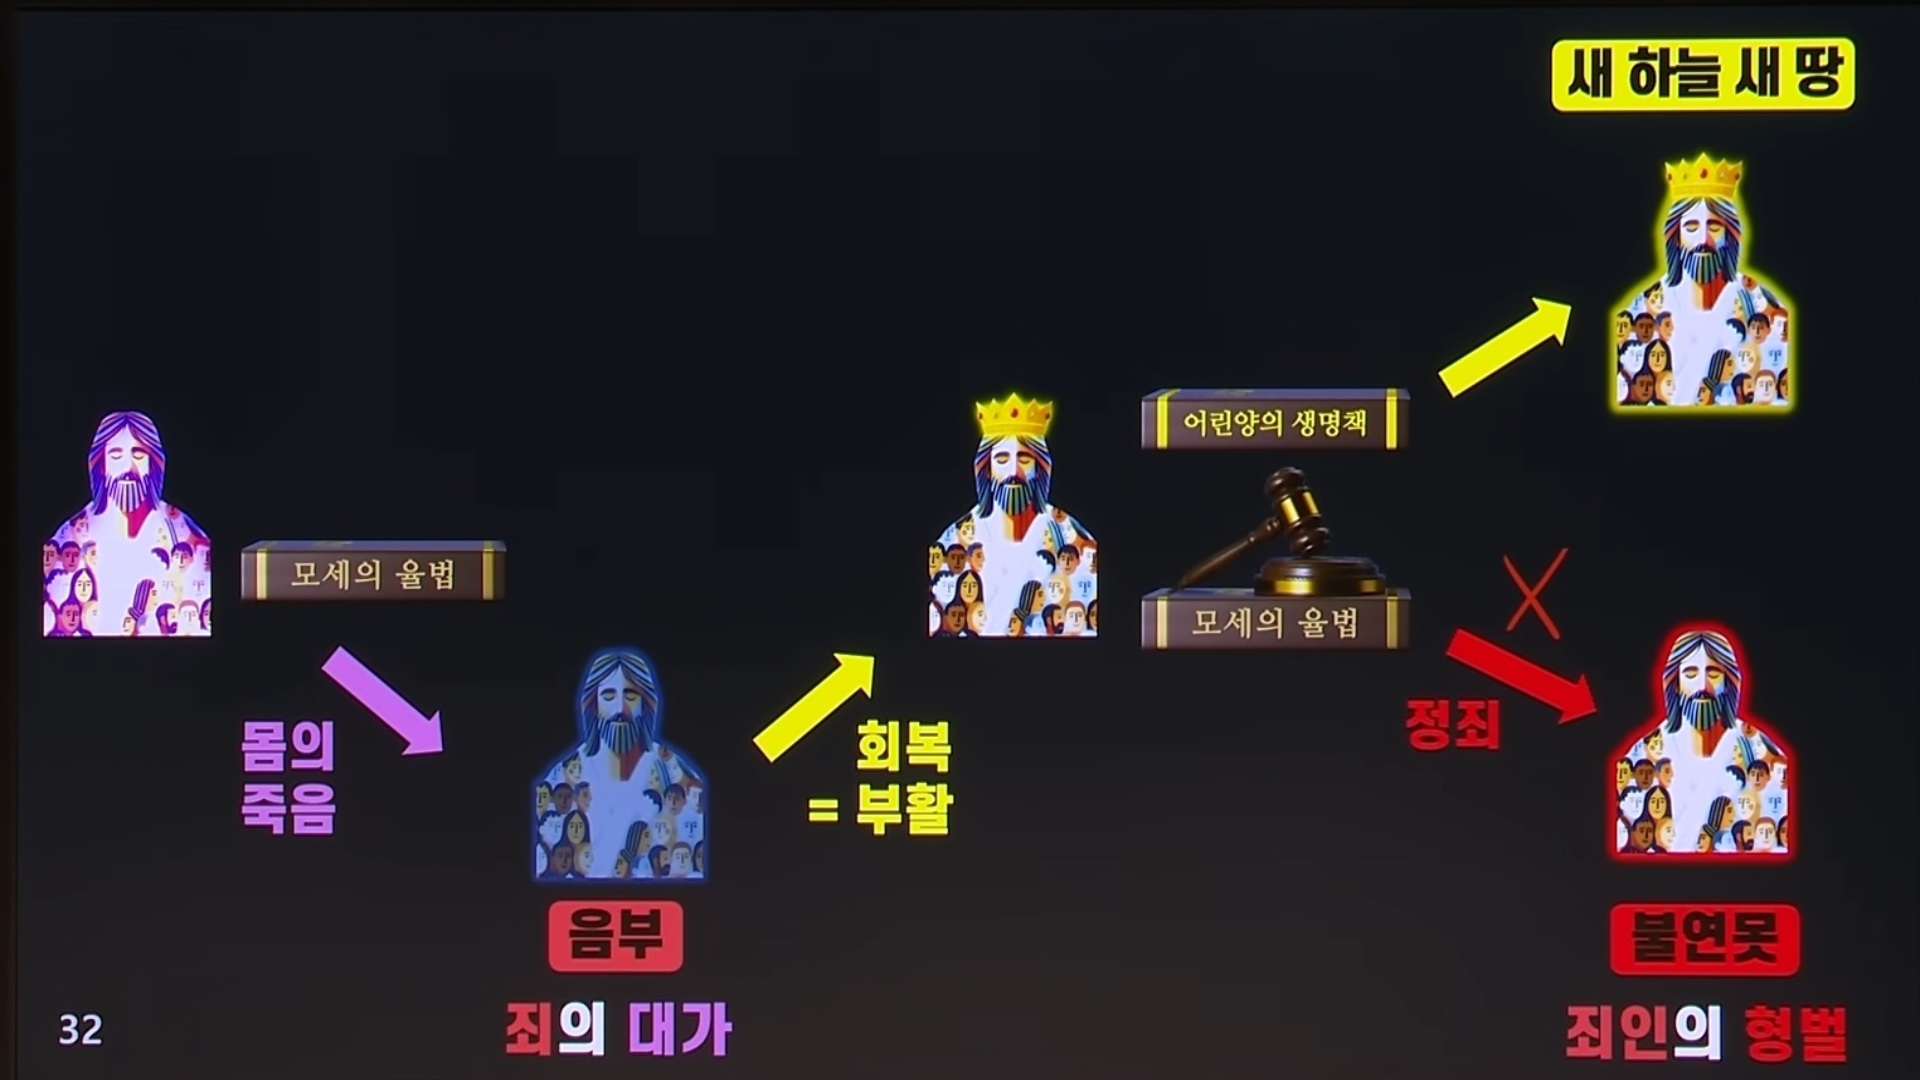 새 하늘 새 땅
어린양의 생명책
모세의 율법
모세의 율법
몸의
죽음
회복
= 부활
정죄
음부
죄의 대가
불연못
죄인의 형벌
32